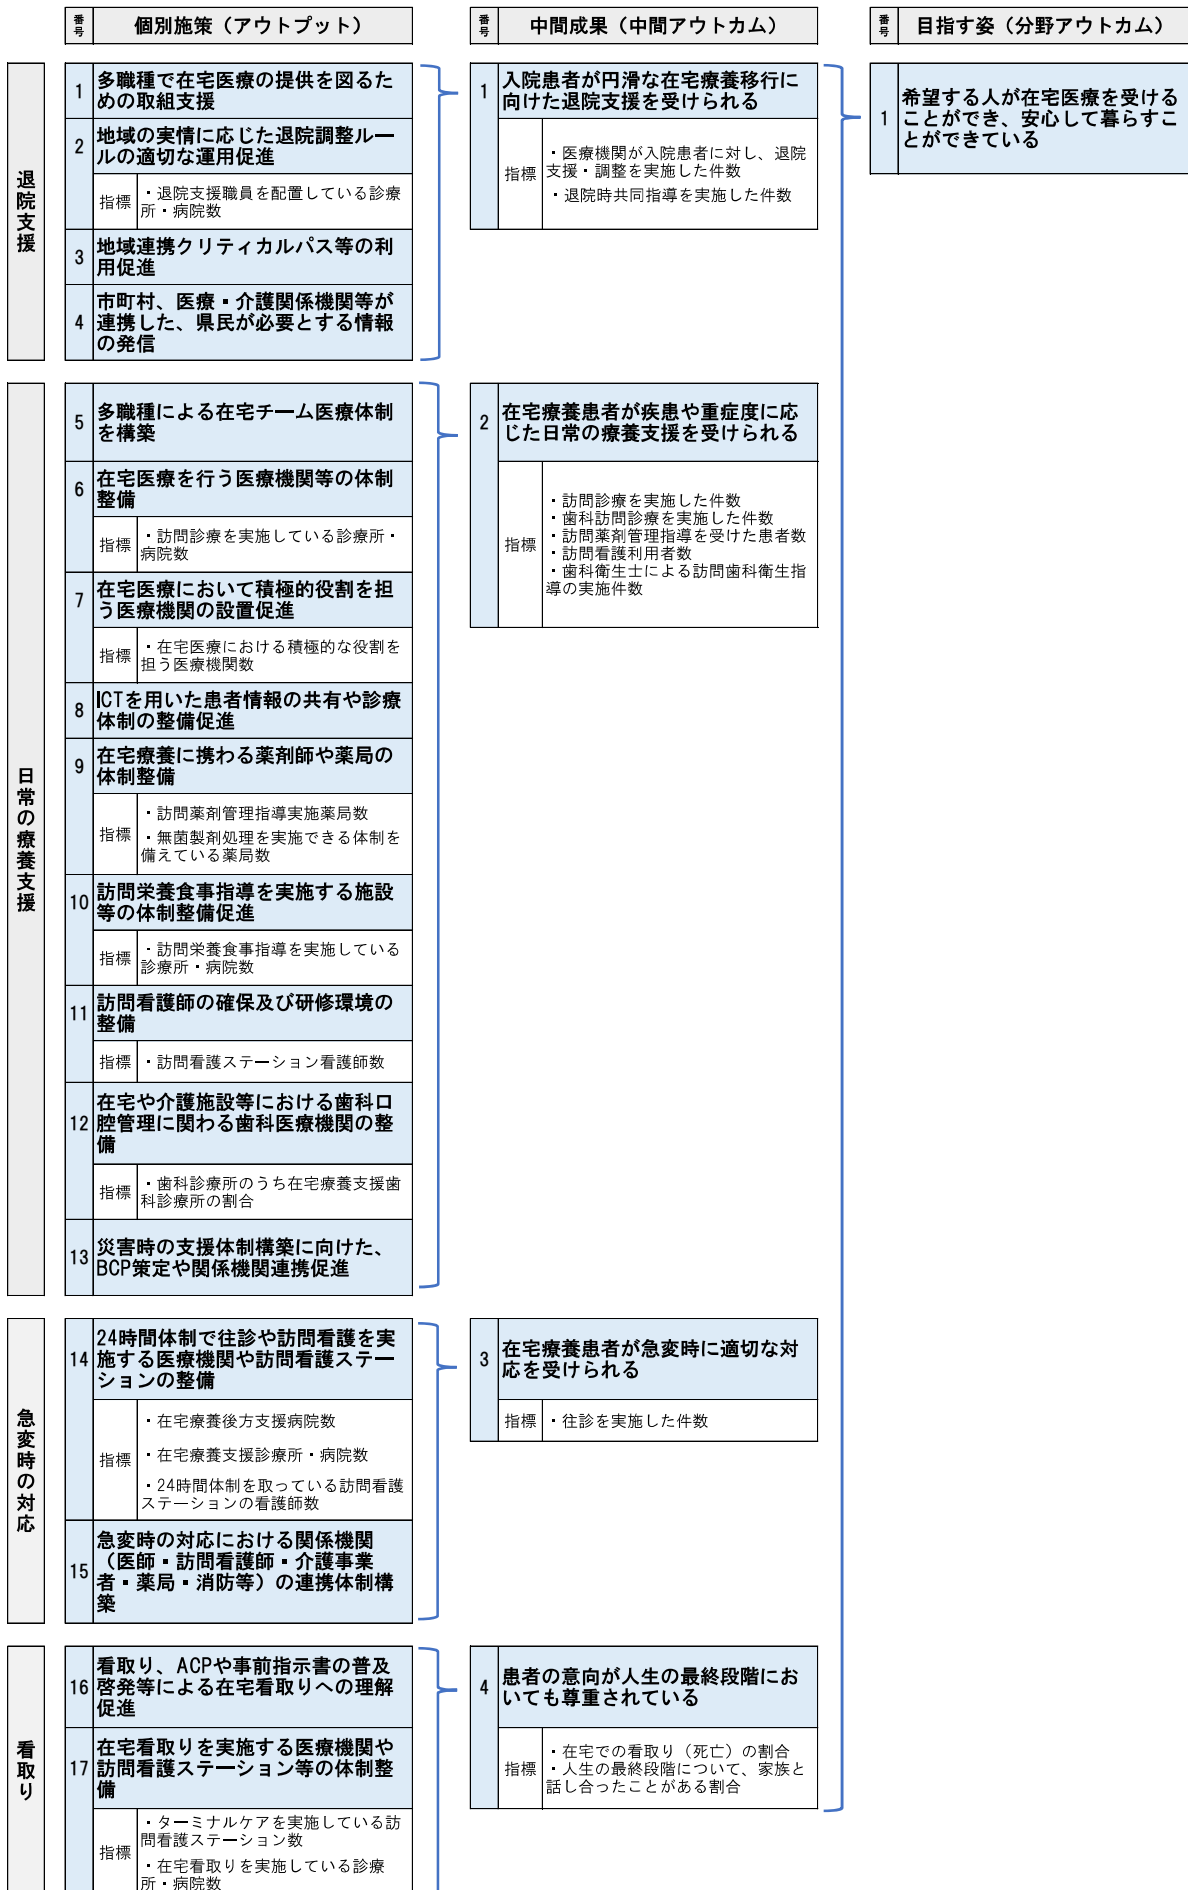 番号
個別施策（アウトプット）
番号
中間成果（中間アウトカム）
番号
目指す姿（分野アウトカム）
退院支援
1
多職種で在宅医療の提供を図るた
めの取組支援
2
地域の実情に応じた退院調整ルー
ルの適切な運用促進
指標
・退院支援職員を配置している診療
所・病院数
3
地域連携クリティカルパス等の利
用促進
4
市町村、医療・介護関係機関等が
連携した、県民が必要とする情報
の発信
1
入院患者が円滑な在宅療養移行に
向けた退院支援を受けられる
指標
・医療機関が入院患者に対し、退院
支援・調整を実施した件数
・退院時共同指導を実施した件数
1
希望する人が在宅医療を受ける
ことができ、安心して暮らすこ
とができている
日常の療養支援
5
多職種による在宅チーム医療体制
を構築
6
在宅医療を行う医療機関等の体制
整備
指標
・訪問診療を実施している診療所・
病院数
7
在宅医療において積極的役割を担
う医療機関の設置促進
指標
・在宅医療における積極的な役割を
担う医療機関数
8
ICTを用いた患者情報の共有や診療
体制の整備促進
9
在宅療養に携わる薬剤師や薬局の
体制整備
指標
・訪問薬剤管理指導実施薬局数
・無菌製剤処理を実施できる体制を
備えている薬局数
10
訪問栄養食事指導を実施する施設
等の体制整備促進
指標
・訪問栄養食事指導を実施している
診療所・病院数
11
訪問看護師の確保及び研修環境の
整備
指標
・訪問看護ステーション看護師数
12
在宅や介護施設等における歯科口
腔管理に関わる歯科医療機関の整
備
指標
・歯科診療所のうち在宅療養支援歯
科診療所の割合
13
災害時の支援体制構築に向けた、
BCP策定や関係機関連携促進
2
在宅療養患者が疾患や重症度に応
じた日常の療養支援を受けられる
指標
・訪問診療を実施した件数
・歯科訪問診療を実施した件数
・訪問薬剤管理指導を受けた患者数
・訪問看護利用者数
・歯科衛生士による訪問歯科衛生指
導の実施件数
急変時の対応
14
24時間体制で往診や訪問看護を実
施する医療機関や訪問看護ステー
ションの整備
指標
・在宅療養後方支援病院数
・在宅療養支援診療所・病院数
・24時間体制を取っている訪問看護
ステーションの看護師数
15
急変時の対応における関係機関
（医師・訪問看護師・介護事業
者・薬局・消防等）の連携体制構
築
3
在宅療養患者が急変時に適切な対
応を受けられる
指標
・往診を実施した件数
看取り
16
看取り、ACPや事前指示書の普及
啓発等による在宅看取りへの理解
促進
17
在宅看取りを実施する医療機関や
訪問看護ステーション等の体制整
備
指標
・ターミナルケアを実施している訪
問看護ステーション数
・在宅看取りを実施している診療
所・病院数
4
患者の意向が人生の最終段階にお
いても尊重されている
指標
・在宅での看取り（死亡）の割合
・人生の最終段階について、家族と
話し合ったことがある割合